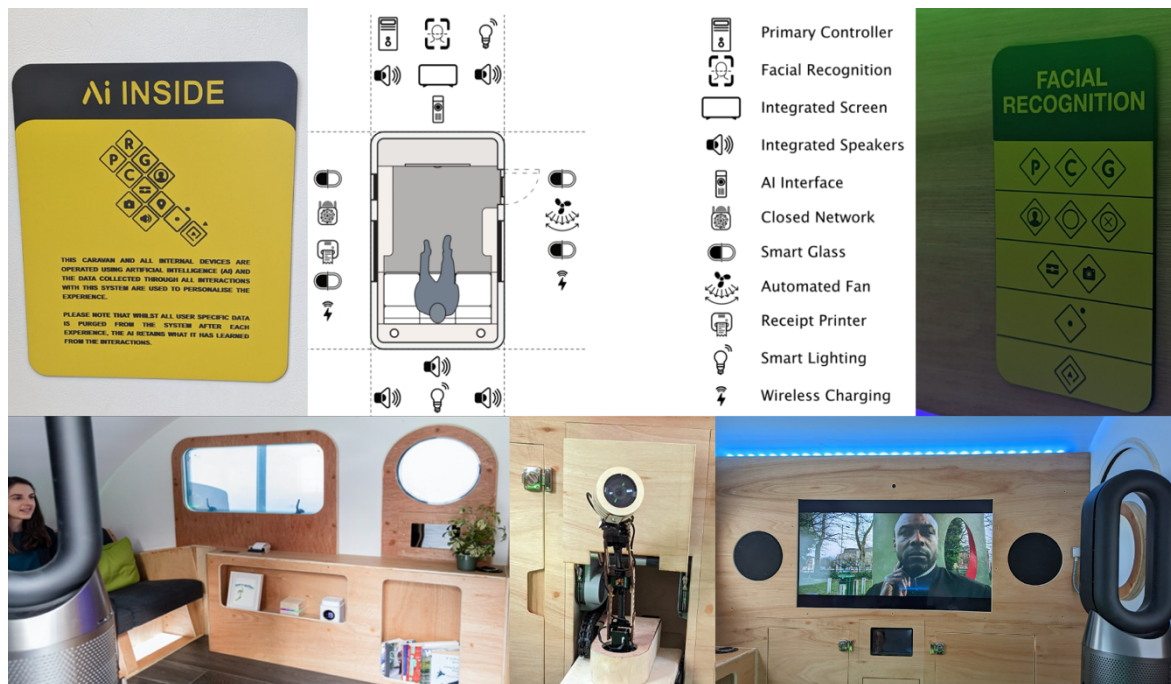 Ai INSIDE
R
P G
C
THIS CARAVAN AND ALL INTERNAL DEVICES ARE
OPERATED USING ARTIFICIAL INTELLIGENCE (AI) AND
THE DATA COLLECTED THROUGH ALL INTERACTIONS
WITH THIS SYSTEM ARE USED TO PERSONALISE THE
EXPERIENCE.
PLEASE NOTE THAT WHILST ALL USER SPECIFIC DATA
IS PURGED FROM THE SYSTEM AFTER EACH
EXPERIENCE, THE AI RETAINS WHAT IT HAS LEARNED
FROM THE INTERACTIONS.
Primary Controller
Facial Recognition
Integrated Screen
Integrated Speakers
AI Interface
Closed Network
Smart Glass
Automated Fan
Receipt Printer
Smart Lighting
Wireless Charging
FACIAL
RECOGNITION
P C G